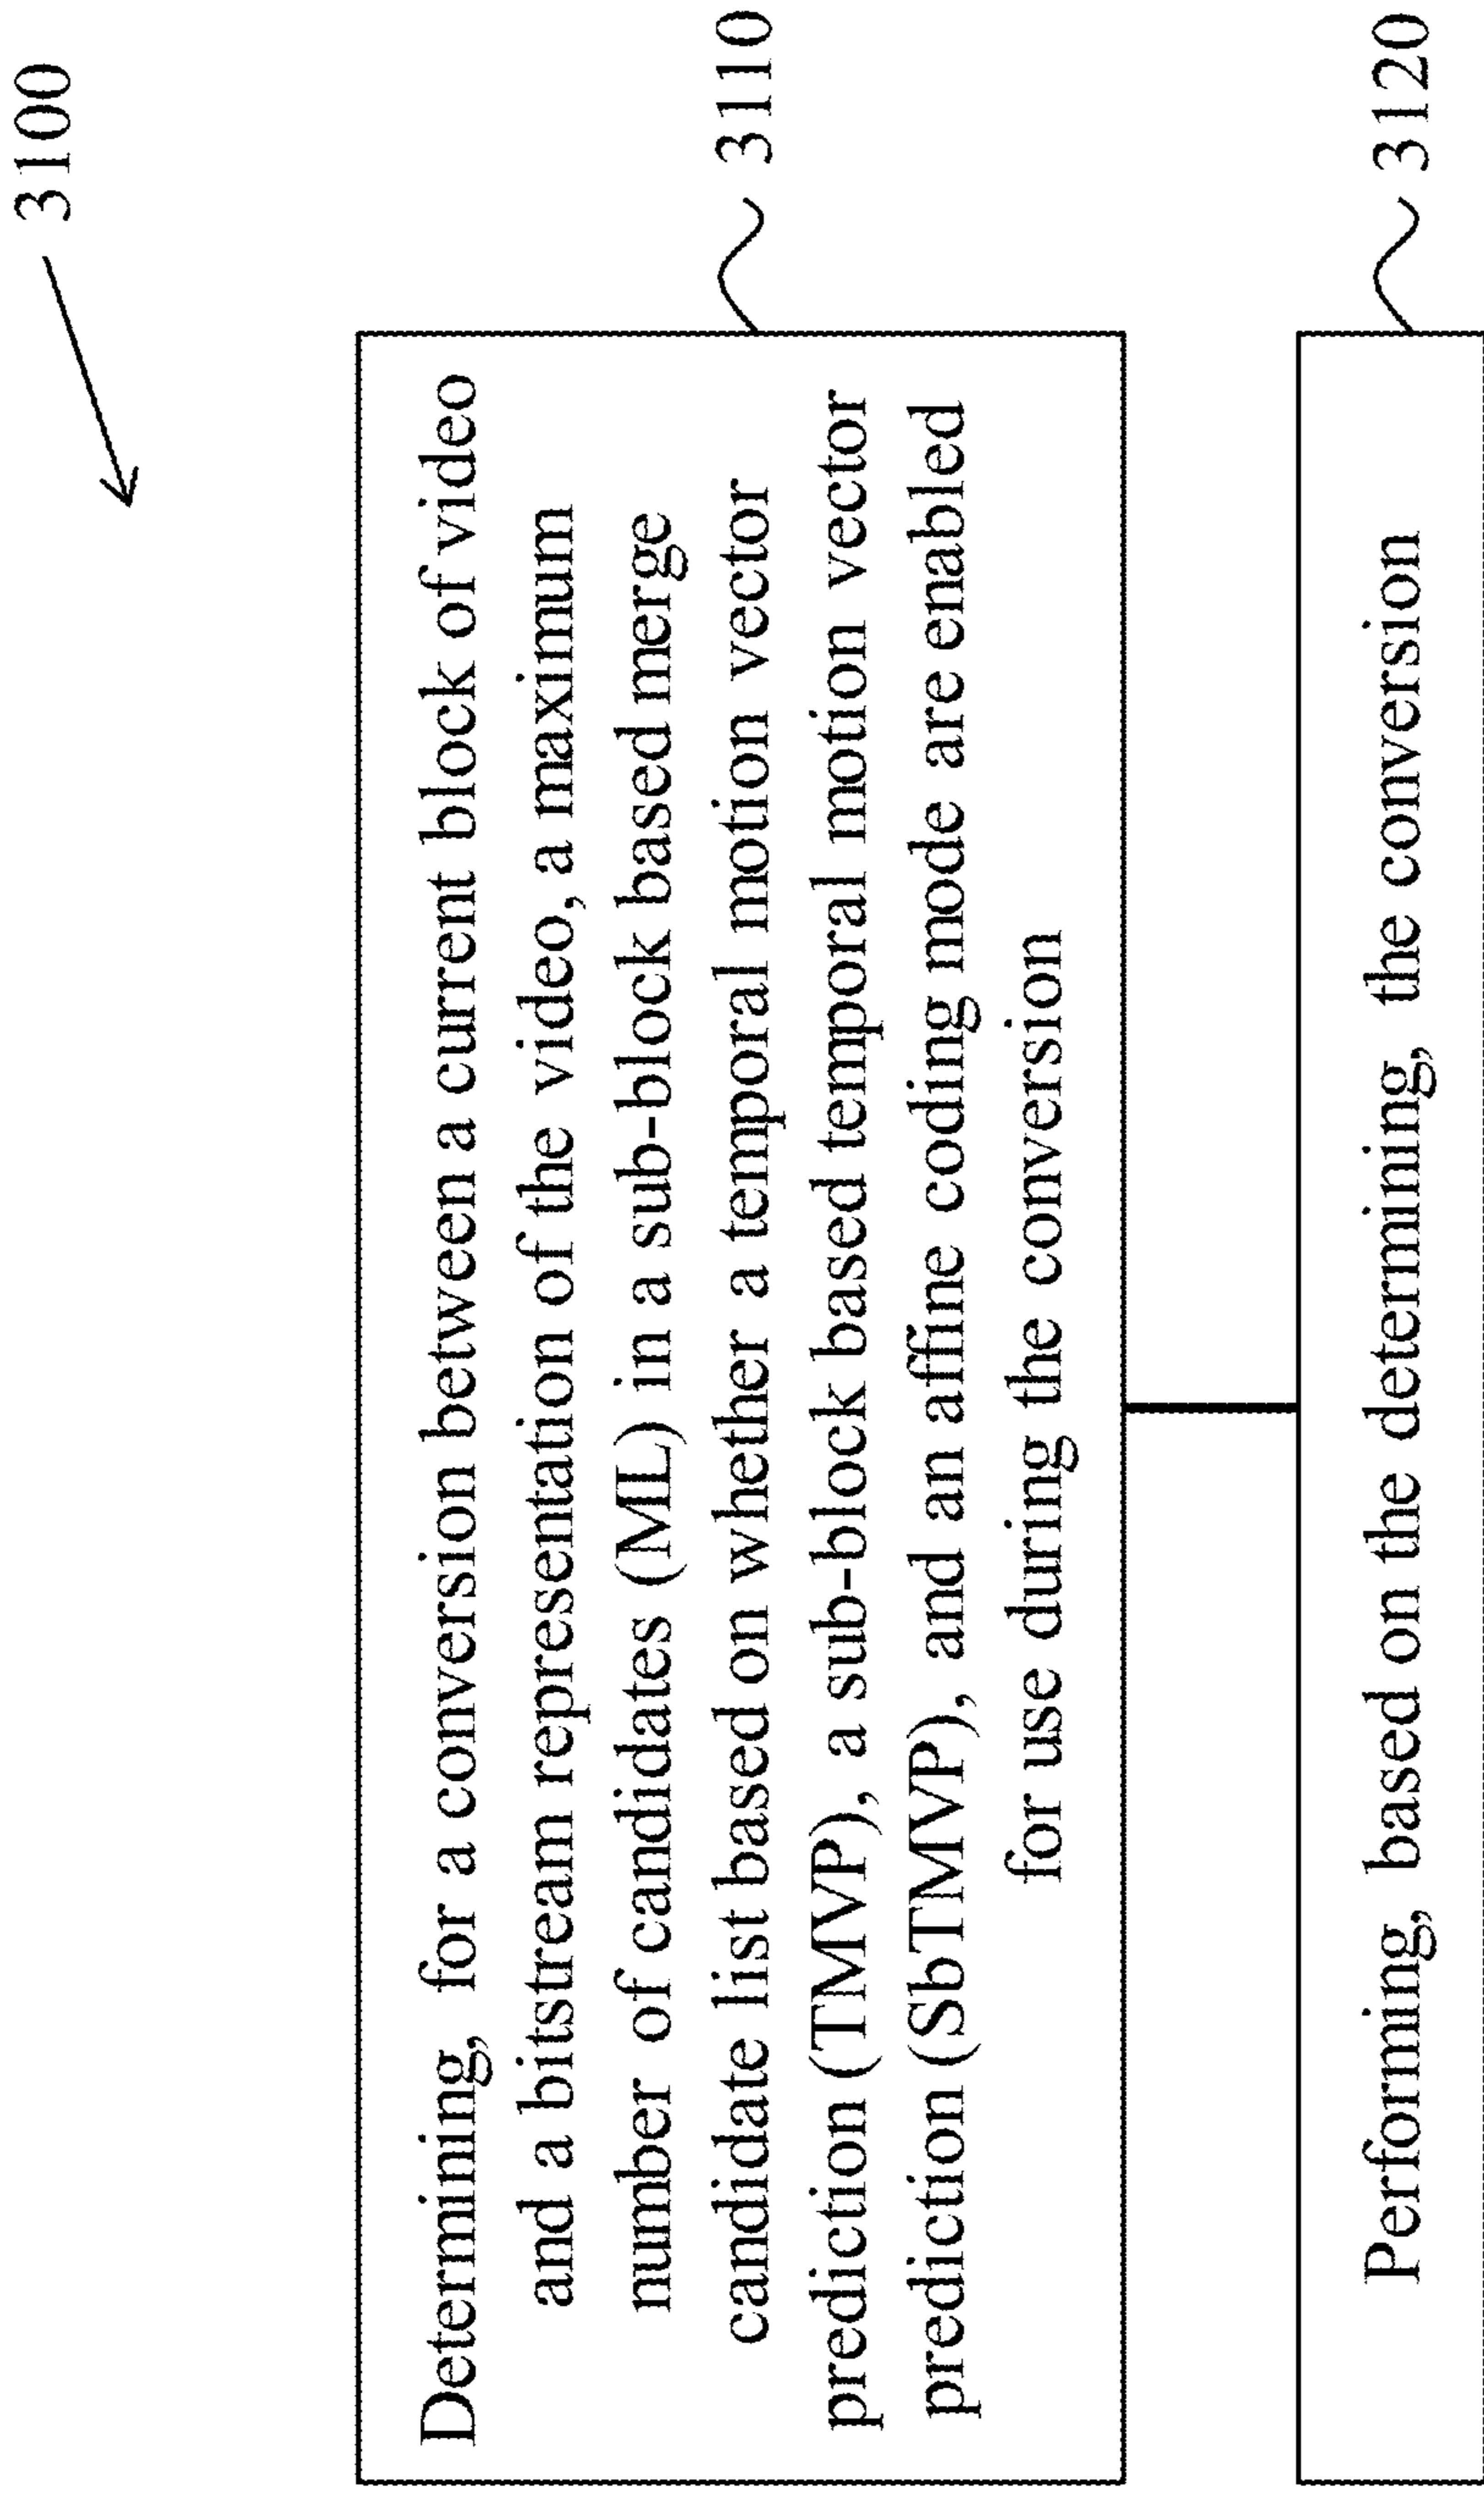 3100
Determining, for a conversion between a current block of video
and a bitstream representation of the video, a maximum
number of candidates (ML) in a sub-block based merge
candidate list based on whether a temporal motion vector
prediction (TMVP), a sub-block based temporal motion vector
prediction (SbTMVP), and an affine coding mode are enabled
for use during the conversion
3110
Performing, based on the determining, the conversion
3120